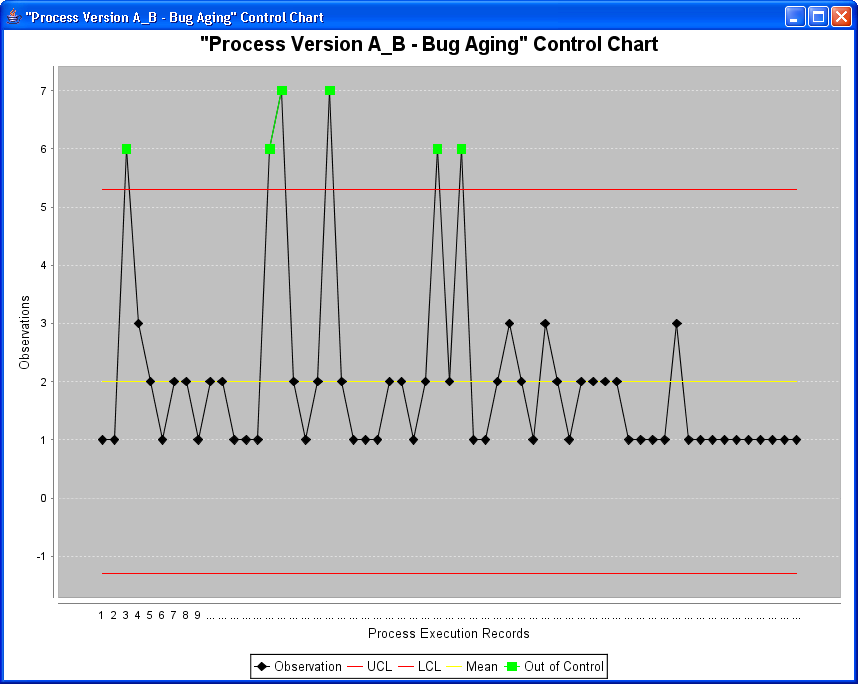 "Process Version A_B - Bug Aging" Control Chart
"Process Version A_B - Bug Aging" Control Chart
7
6
5
4
3
2
1
0
-1
Observations
1 2 3 4 5 6 7 8 9 ... ... ... ... ... ... ... ... ... ... ... ... ... ... ... ... ... ... ... ... ... ... ... ... ... ... ... ... ... ... ... ... ... ... ... ... ... ... ... ... ... ... ... ... ... ... ... ... ... ...
Process Execution Records
Observation UCL LCL Mean Out of Control